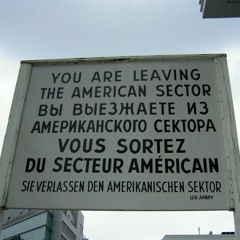 YOU ARE LEAVING
THE AMERICAN SECTOR
ВЫ ВЫЕЗЖАЕТЕ ИЗ
АМЕРИКАНСКОГО СЕКТОРА
VOUS SORTEZ
DU SECTEUR AMÉRICAIN
SIE VERLASSEN DEN AMERIKANISCHEN SEKTOR
US ARMY